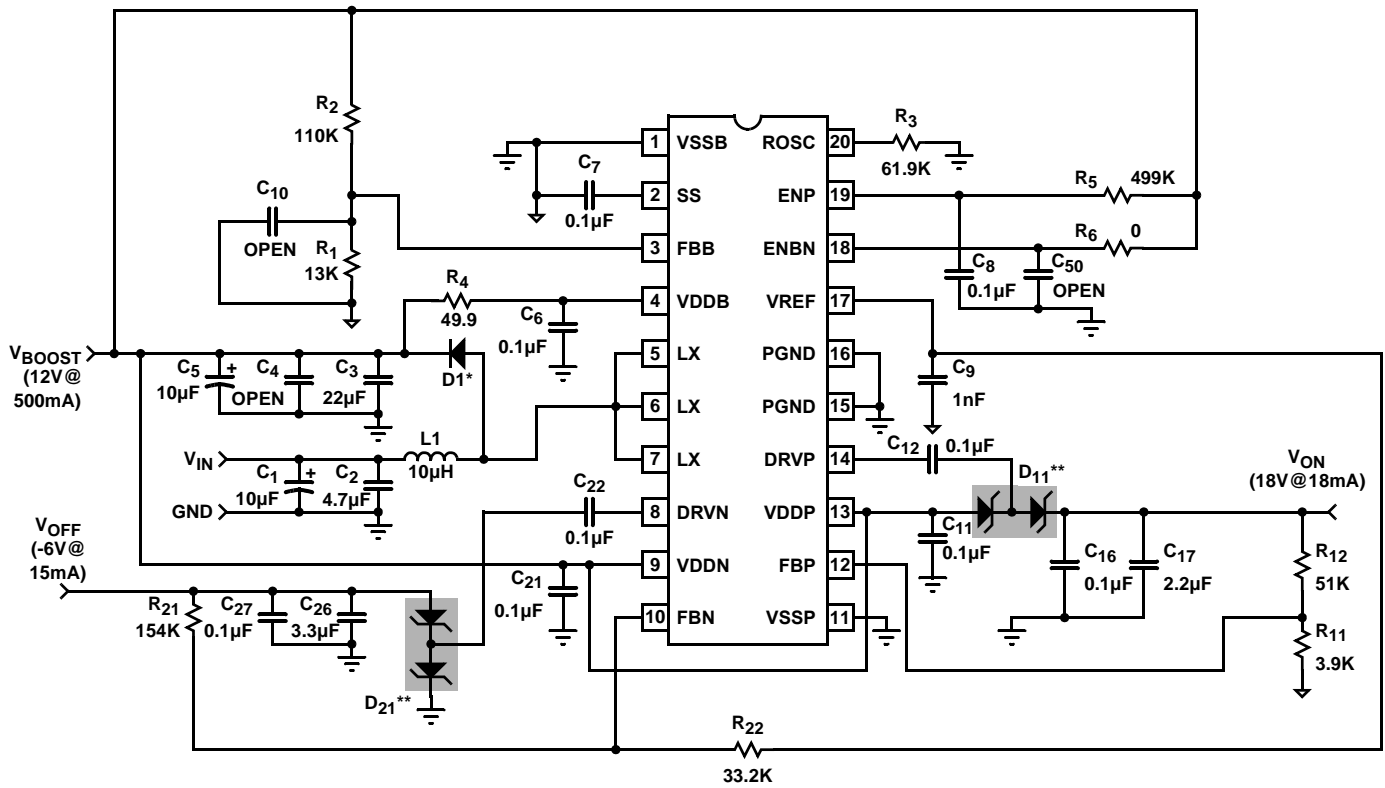 R2
110K
C10
OPEN
R1
13K
C7
0.1µF
R4
49.9
C6
0.1µF
VBOOST
(12V@
500mA)
C5
+
10µF
C4
OPEN
C3
22µF
D1*
VIN
L1
10µH
C1
+
10µF
C2
4.7µF
GND
C22
0.1µF
VOFF
(-6V@
15mA)
C21
0.1µF
R21
154K
C27
0.1µF
C26
3.3µF
D21**
R22
33.2K
1 VSSB
2 SS
3 FBB
4 VDDB
5 LX
6 LX
7 LX
8 DRVN
9 VDDN
10 FBN
ROSC 20
ENP 19
ENBN 18
VREF 17
PGND 16
PGND 15
DRVP 14
VDDP 13
FBP 12
VSSP 11
R3
61.9K
R5
499K
R6
0
C8
0.1µF
C50
OPEN
C9
1nF
C12
0.1µF
D11**
VON
(18V@18mA)
C11
0.1µF
C16
0.1µF
C17
2.2µF
R12
51K
R11
3.9K